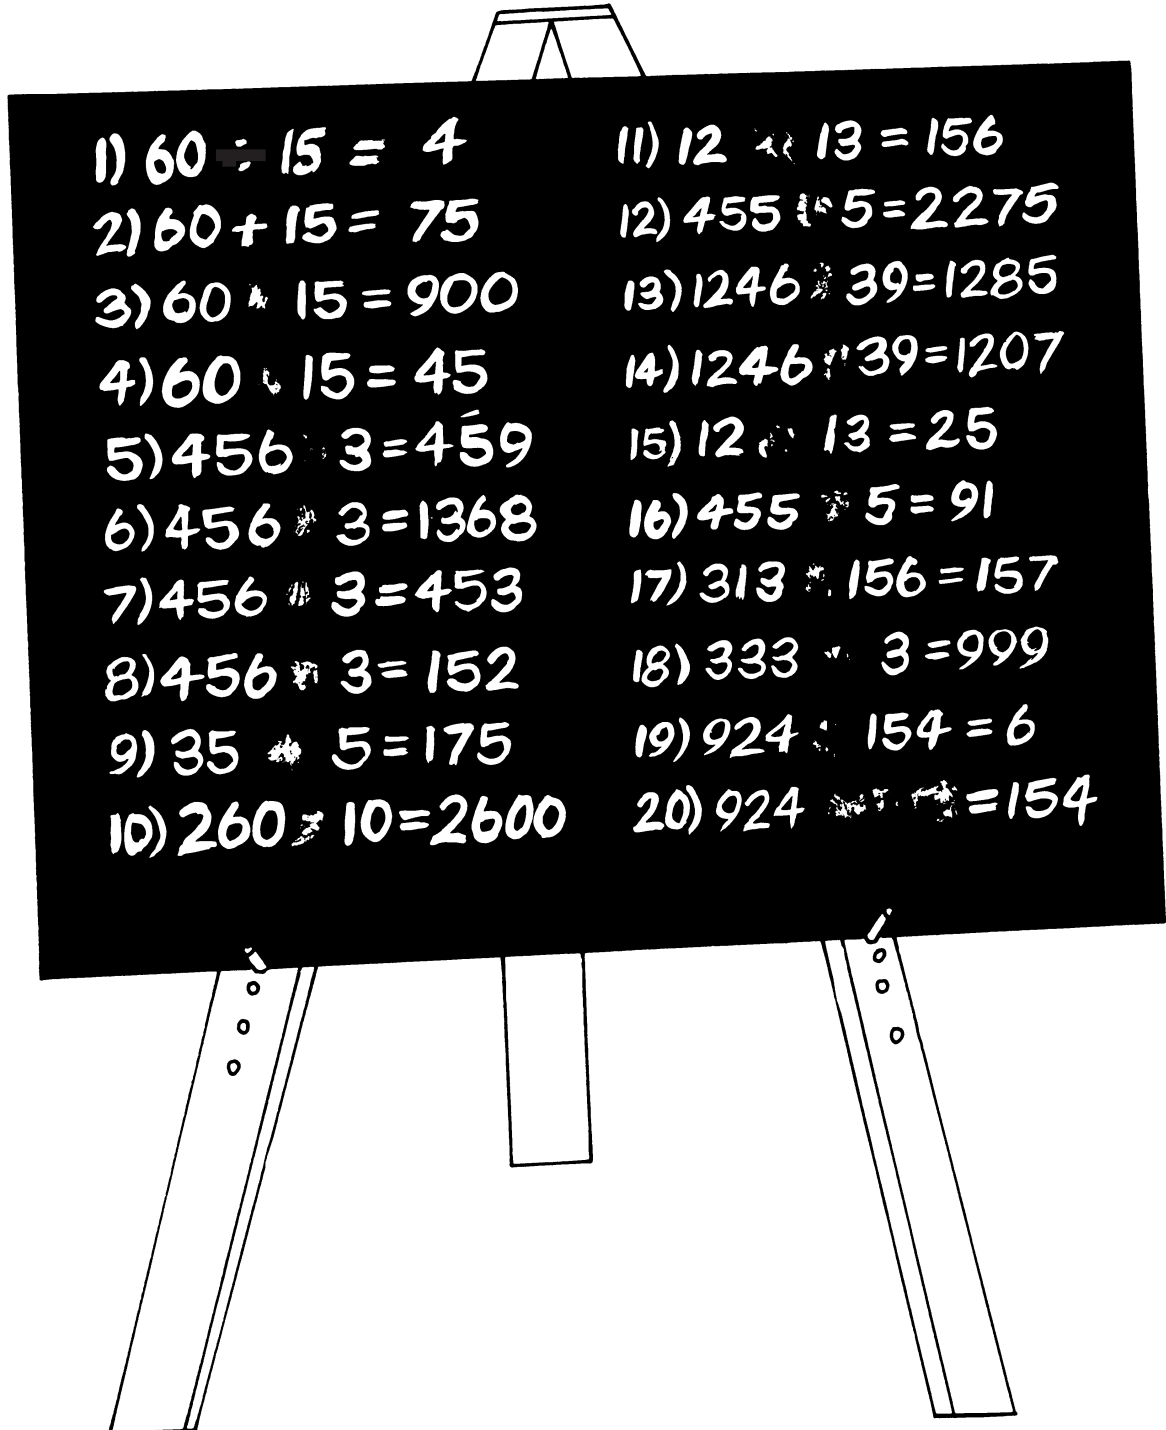 1) 60 ÷ 15 = 4
2) 60 + 15 = 75
3) 60 15 = 900
4) 60 15 = 45
5) 456 3 = 459
6) 456 3 = 1368
7) 456 3 = 453
8) 456 3 = 152
9) 35 5 = 175
10) 260 10 = 2600
11) 12 13 = 156
12) 455 5 = 2275
13) 1246 39 = 1285
14) 1246 39 = 1207
15) 12 13 = 25
16) 455 5 = 91
17) 313 156 = 157
18) 333 3 = 999
19) 924 154 = 6
20) 924 = 154